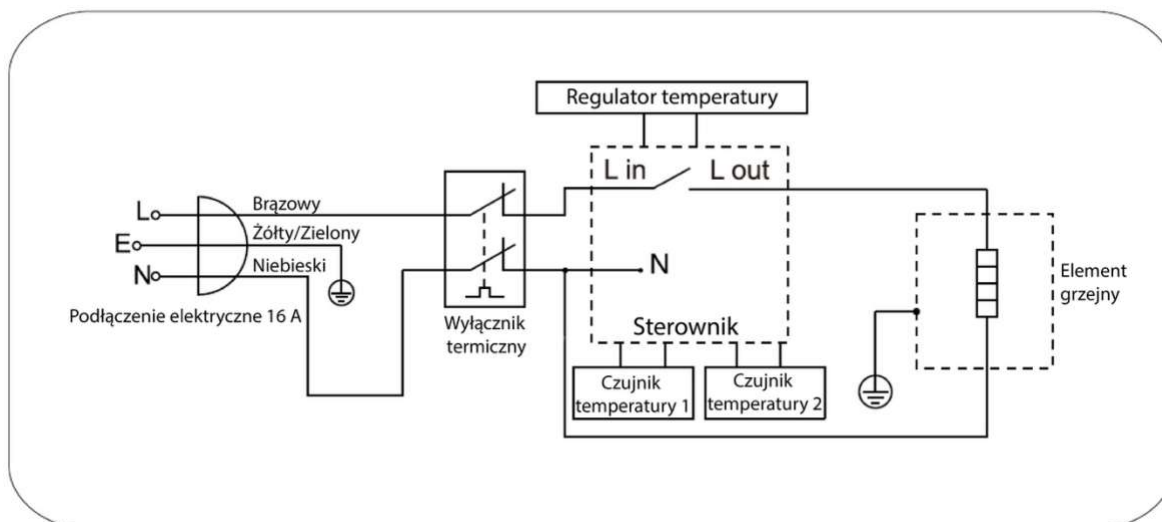 Regulator temperatury
L in
L out
L
Brązowy
E
Żółty/Zielony
N
Niebieski
N
Podłączenie elektryczne 16 A
Wyłącznik
termiczny
Sterownik
Element
grzejny
Czujnik
temperatury 1
Czujnik
temperatury 2